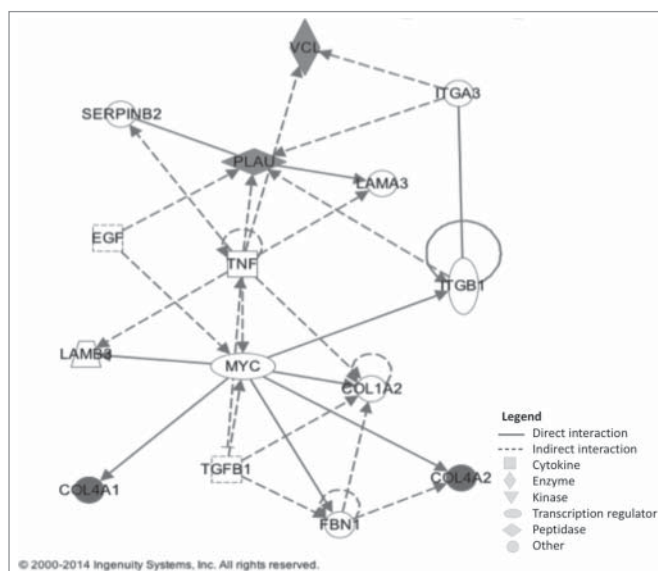 VCL
ITGA3
SERPINB2
PLAU
LAMA3
EGF
TNF
ITGB1
LAMB3
MYC
COL1A2
Legend
Direct interaction
Indirect interaction
Cytokine
Enzyme
Kinase
Transcription regulator
Peptidase
Other
TGFB1
COL4A1
COL4A2
FBN1
© 2000-2014 Ingenuity Systems, Inc. All rights reserved.